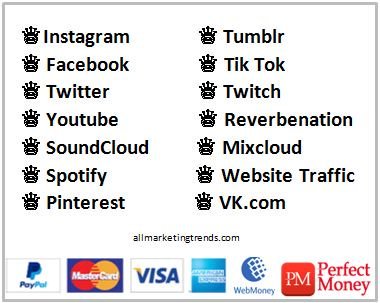 Instagram
Facebook
Twitter
Youtube
SoundCloud
Spotify
Pinterest
Tumblr
Tik Tok
Twitch
Reverbenation
Mixcloud
Website Traffic
VK.com
allmarketingtrends.com
PayPal
MasterCard
VISA
AMERICAN EXPRESS
WebMoney
PM Perfect Money